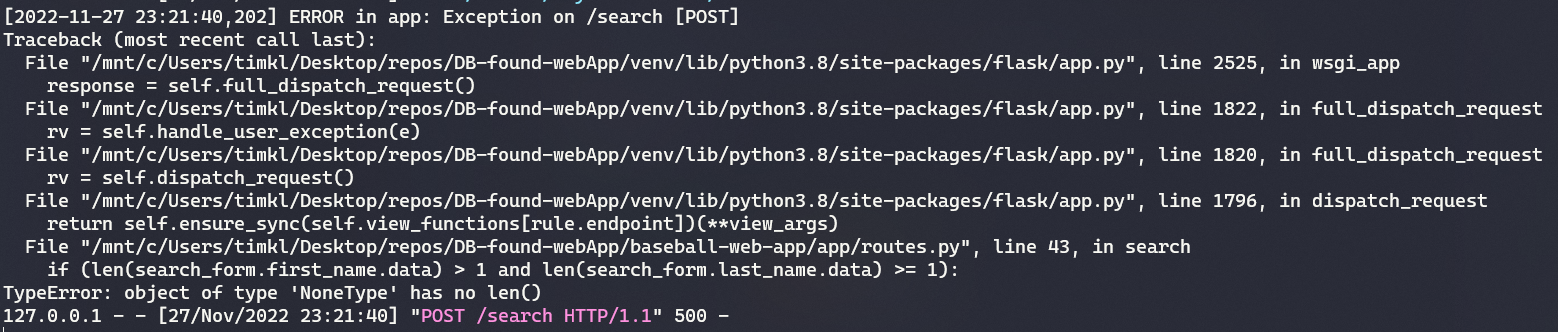 [2022-11-27 23:21:40,202] ERROR in app: Exception on /search [POST]
Traceback (most recent call last):
  File "/mnt/c/Users/timkl/Desktop/repos/DB-found-webApp/venv/lib/python3.8/site-packages/flask/app.py", line 2525, in wsgi_app
    response = self.full_dispatch_request()
  File "/mnt/c/Users/timkl/Desktop/repos/DB-found-webApp/venv/lib/python3.8/site-packages/flask/app.py", line 1822, in full_dispatch_request
    rv = self.handle_user_exception(e)
  File "/mnt/c/Users/timkl/Desktop/repos/DB-found-webApp/venv/lib/python3.8/site-packages/flask/app.py", line 1820, in full_dispatch_request
    rv = self.dispatch_request()
  File "/mnt/c/Users/timkl/Desktop/repos/DB-found-webApp/venv/lib/python3.8/site-packages/flask/app.py", line 1796, in dispatch_request
    return self.ensure_sync(self.view_functions[rule.endpoint])(**view_args)
  File "/mnt/c/Users/timkl/Desktop/repos/DB-found-webApp/baseball-web-app/app/routes.py", line 43, in search
    if (len(search_form.first_name.data) > 1 and len(search_form.last_name.data) >= 1):
TypeError: object of type 'NoneType' has no len()
127.0.0.1 - - [27/Nov/2022 23:21:40] "POST /search HTTP/1.1" 500 -